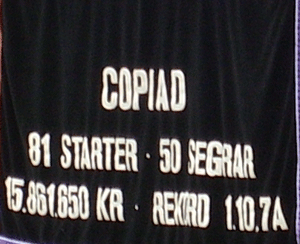 COPIAD
81 STARTER · 50 SEGRAR
15.861.650 KR · REKORD 1.10,7A